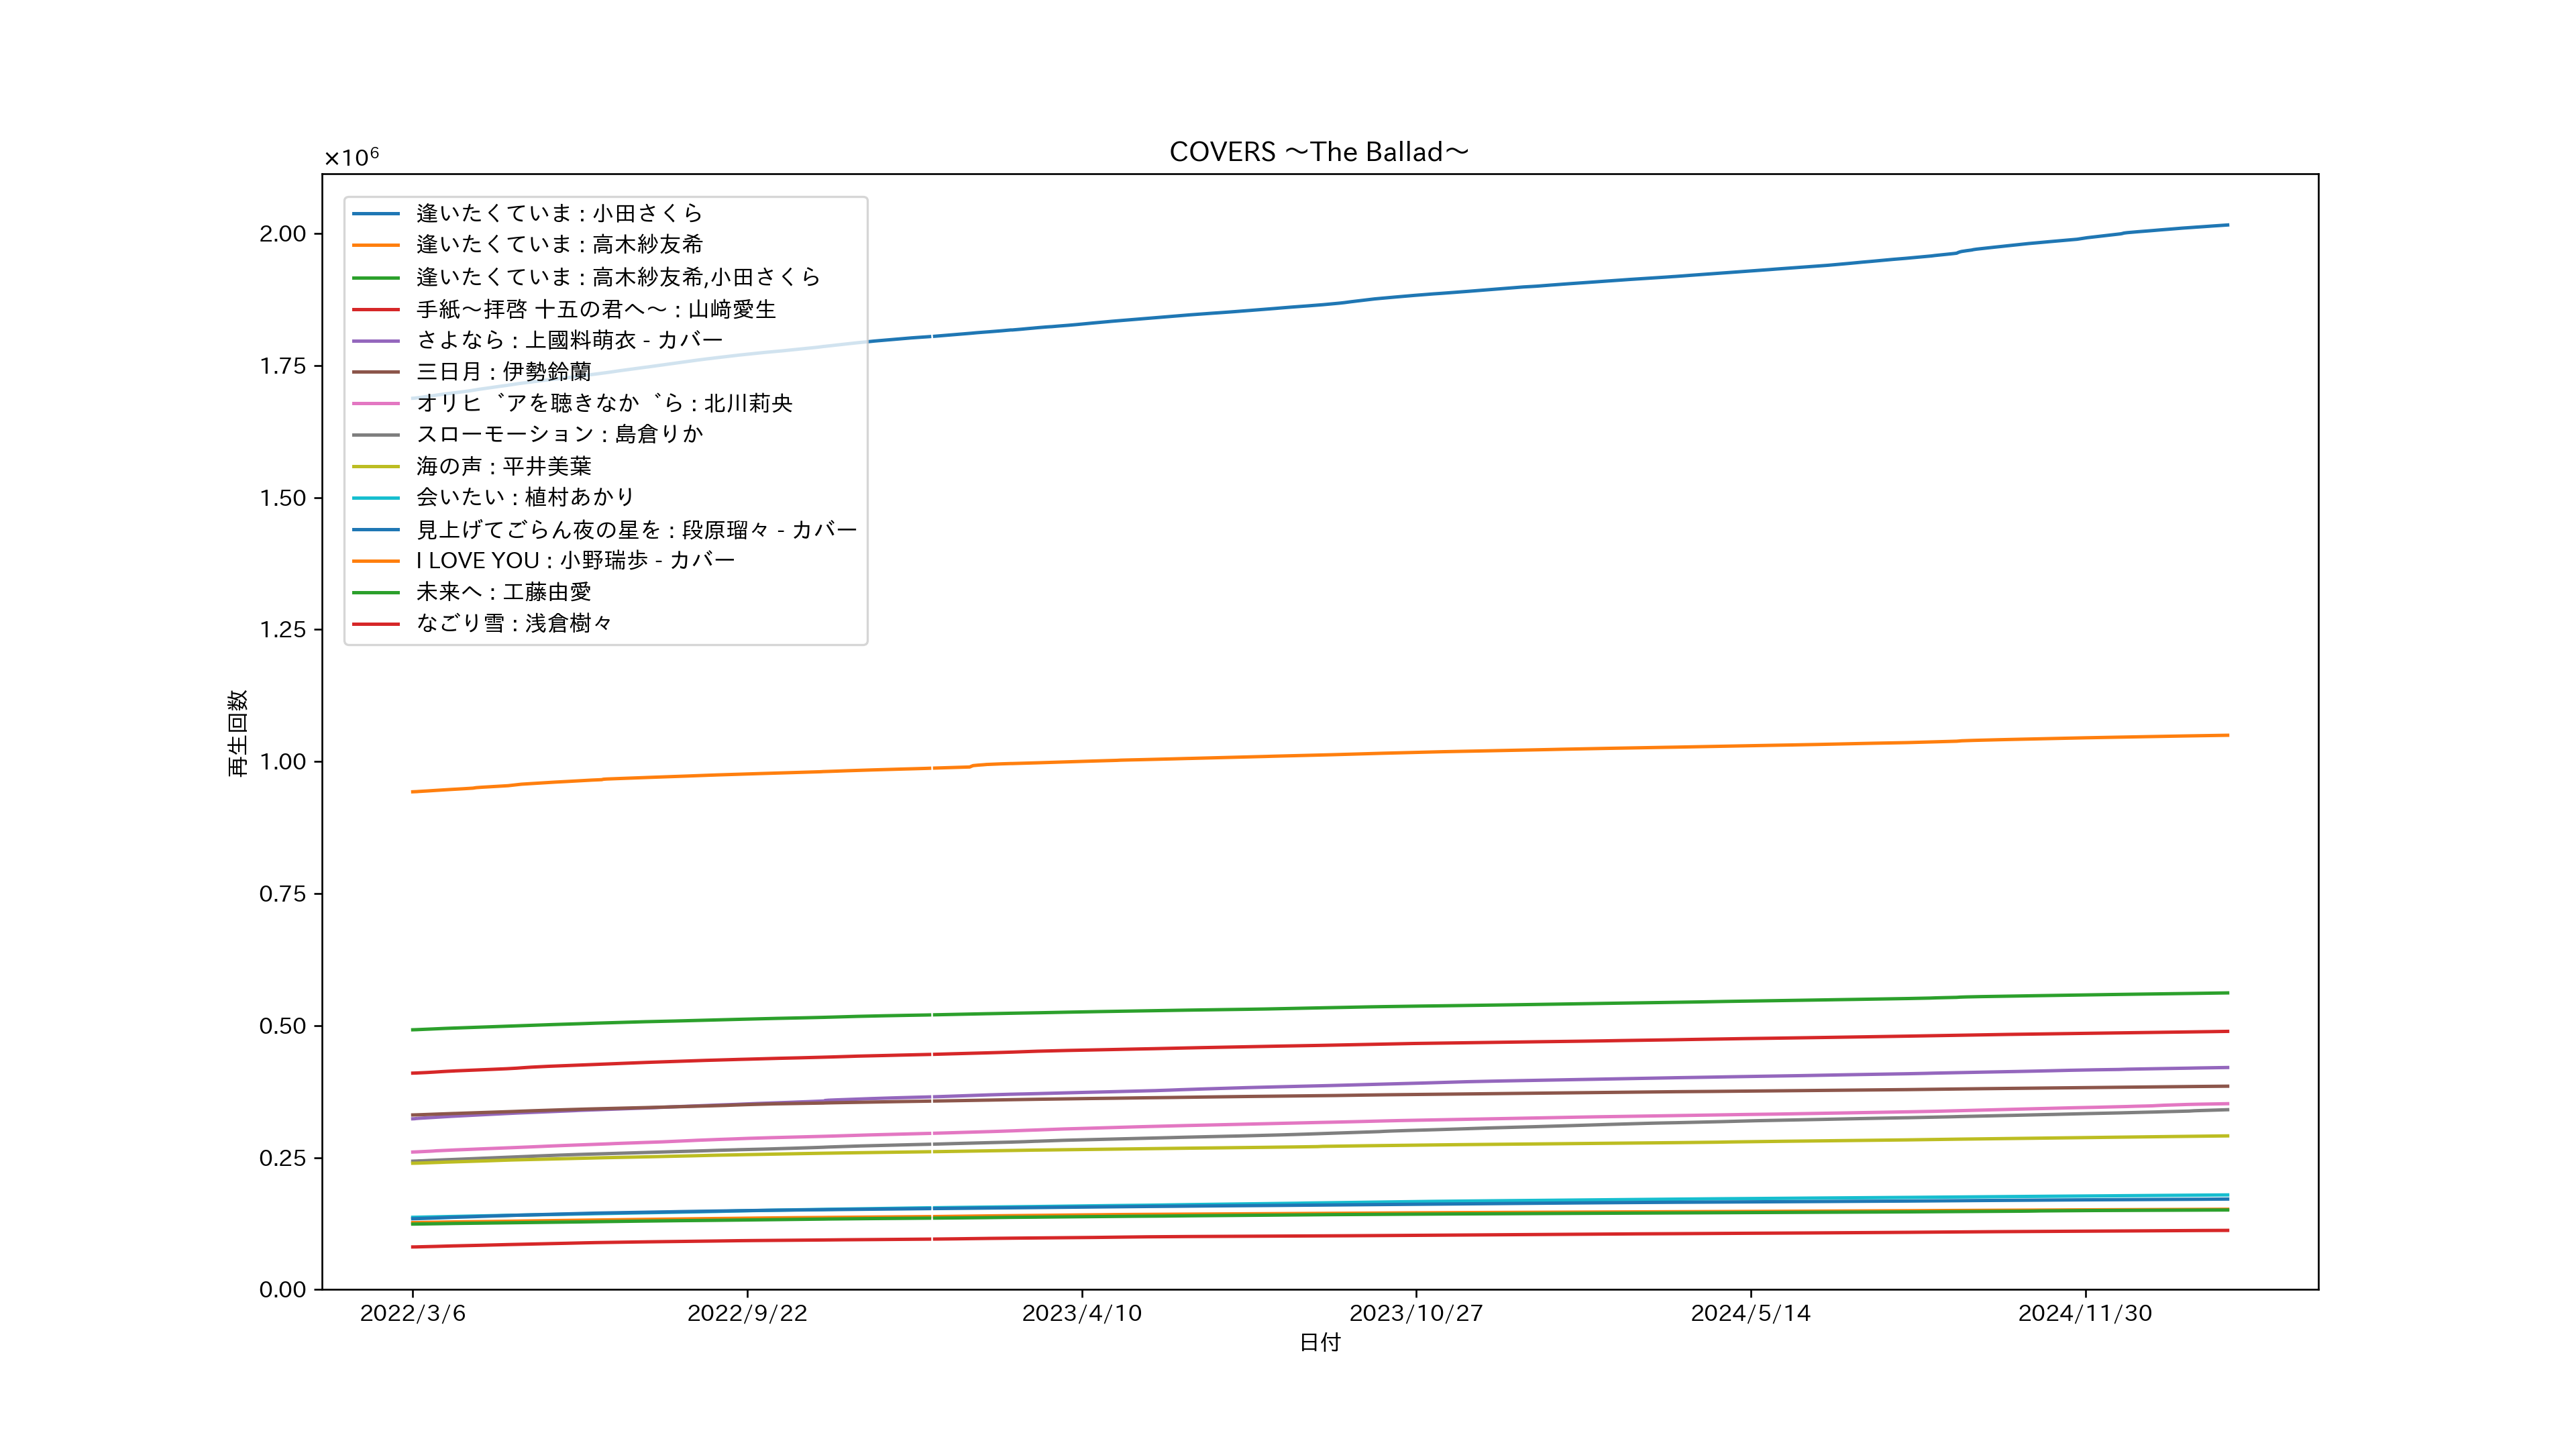 COVERS ～The Ballad～
×10⁶
2.00
1.75
1.50
1.25
1.00
0.75
0.50
0.25
0.00
再生回数
逢いたくていま : 小田さくら
逢いたくていま : 高木紗友希
逢いたくていま : 高木紗友希,小田さくら
手紙～拝啓 十五の君へ～ : 山﨑愛生
さよなら : 上國料萌衣 - カバー
三日月 : 伊勢鈴蘭
オリヒ゛アを聴きなか゛ら : 北川莉央
スローモーション : 島倉りか
海の声 : 平井美葉
会いたい : 植村あかり
見上げてごらん夜の星を : 段原瑠々 - カバー
I LOVE YOU : 小野瑞歩 - カバー
未来へ : 工藤由愛
なごり雪 : 浅倉樹々
2022/3/6
2022/9/22
2023/4/10
2023/10/27
2024/5/14
2024/11/30
日付